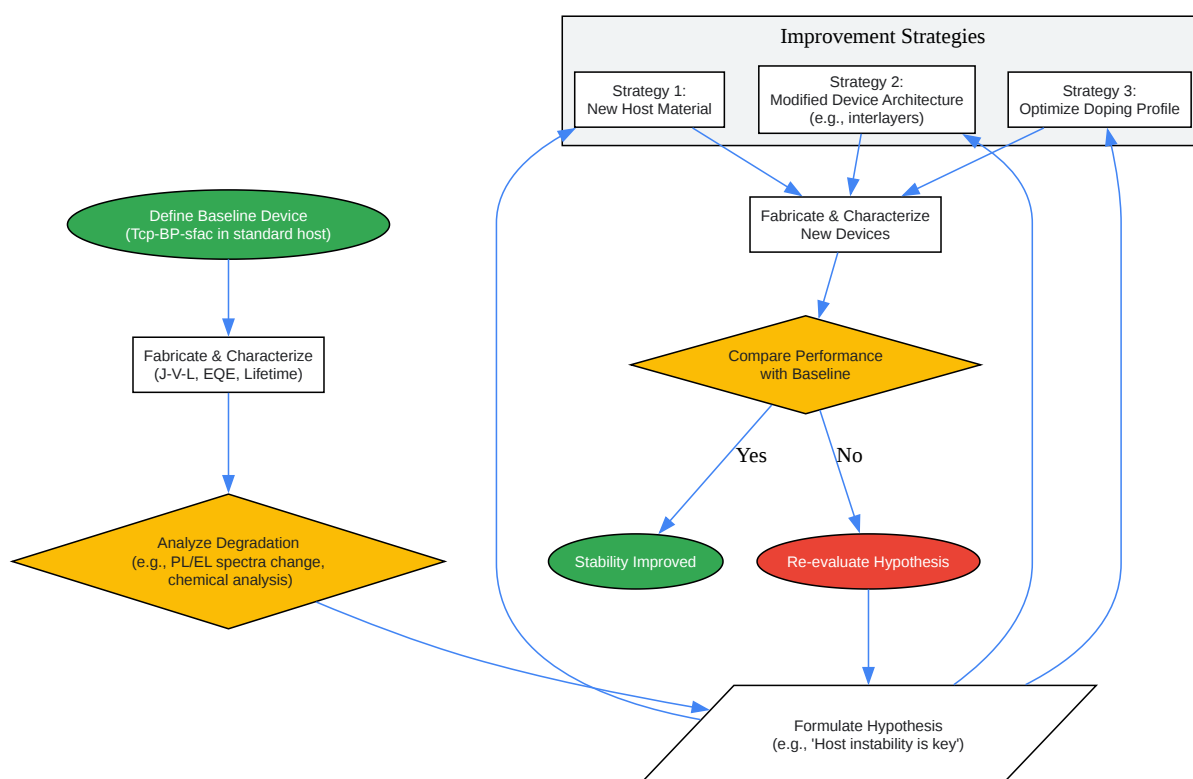 Improvement Strategies
Strategy 1:
New Host Material
Strategy 2:
Modified Device Architecture
(e.g., interlayers)
Strategy 3:
Optimize Doping Profile
Define Baseline Device
(Tcp-BP-sfac in standard host)
Fabricate & Characterize
New Devices
Fabricate & Characterize
(J-V-L, EQE, Lifetime)
Compare Performance
with Baseline
Yes
No
Analyze Degradation
(e.g., PL/EL spectra change,
chemical analysis)
Stability Improved
Re-evaluate Hypothesis
Formulate Hypothesis
(e.g., 'Host instability is key')